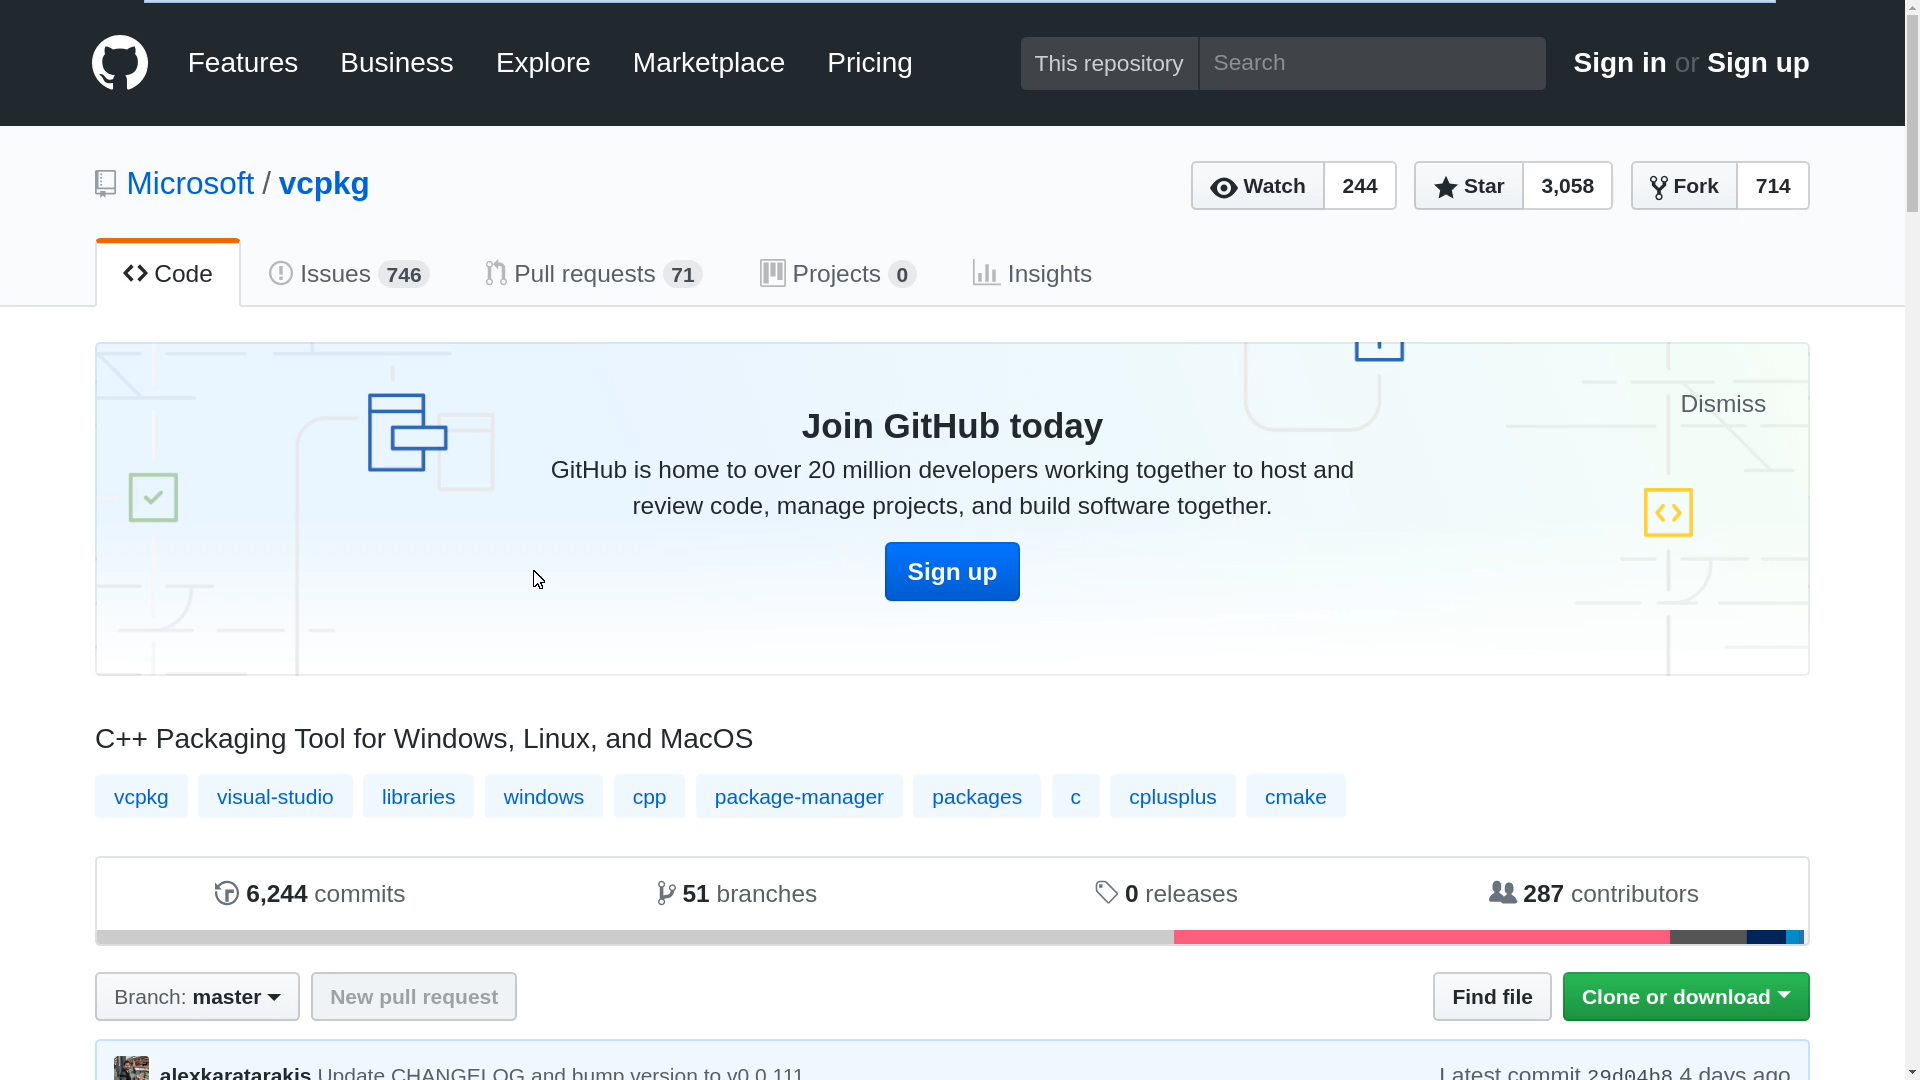 Features Business Explore Marketplace Pricing This repository Search Sign in or Sign up
Microsoft / vcpkg Watch 244 Star 3,058 Fork 714
Code Issues 746 Pull requests 71 Projects 0 Insights
Dismiss
Join GitHub today
GitHub is home to over 20 million developers working together to host and
review code, manage projects, and build software together.
Sign up
C++ Packaging Tool for Windows, Linux, and MacOS
vcpkg visual-studio libraries windows cpp package-manager packages c cplusplus cmake
6,244 commits 51 branches 0 releases 287 contributors
Branch: master New pull request Find file Clone or download
alexkaratarakis Update CHANGELOG and bump version to v0.0.111 Latest commit 29d04b8 4 days ago